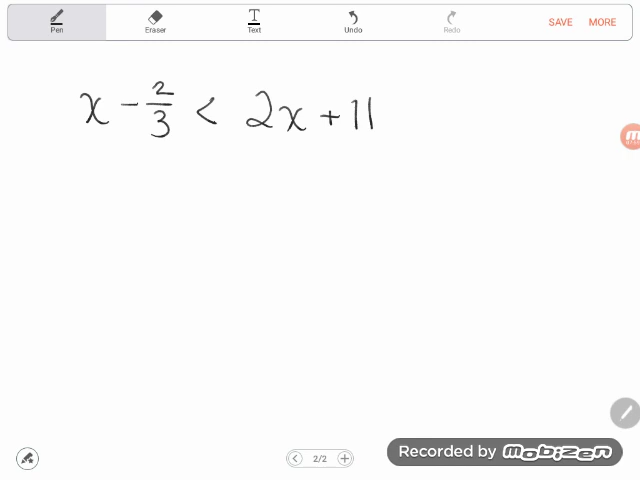 Pen Eraser Text Undo Redo SAVE MORE
x - 2/3 < 2x + 11
2/2
Recorded by mobizen